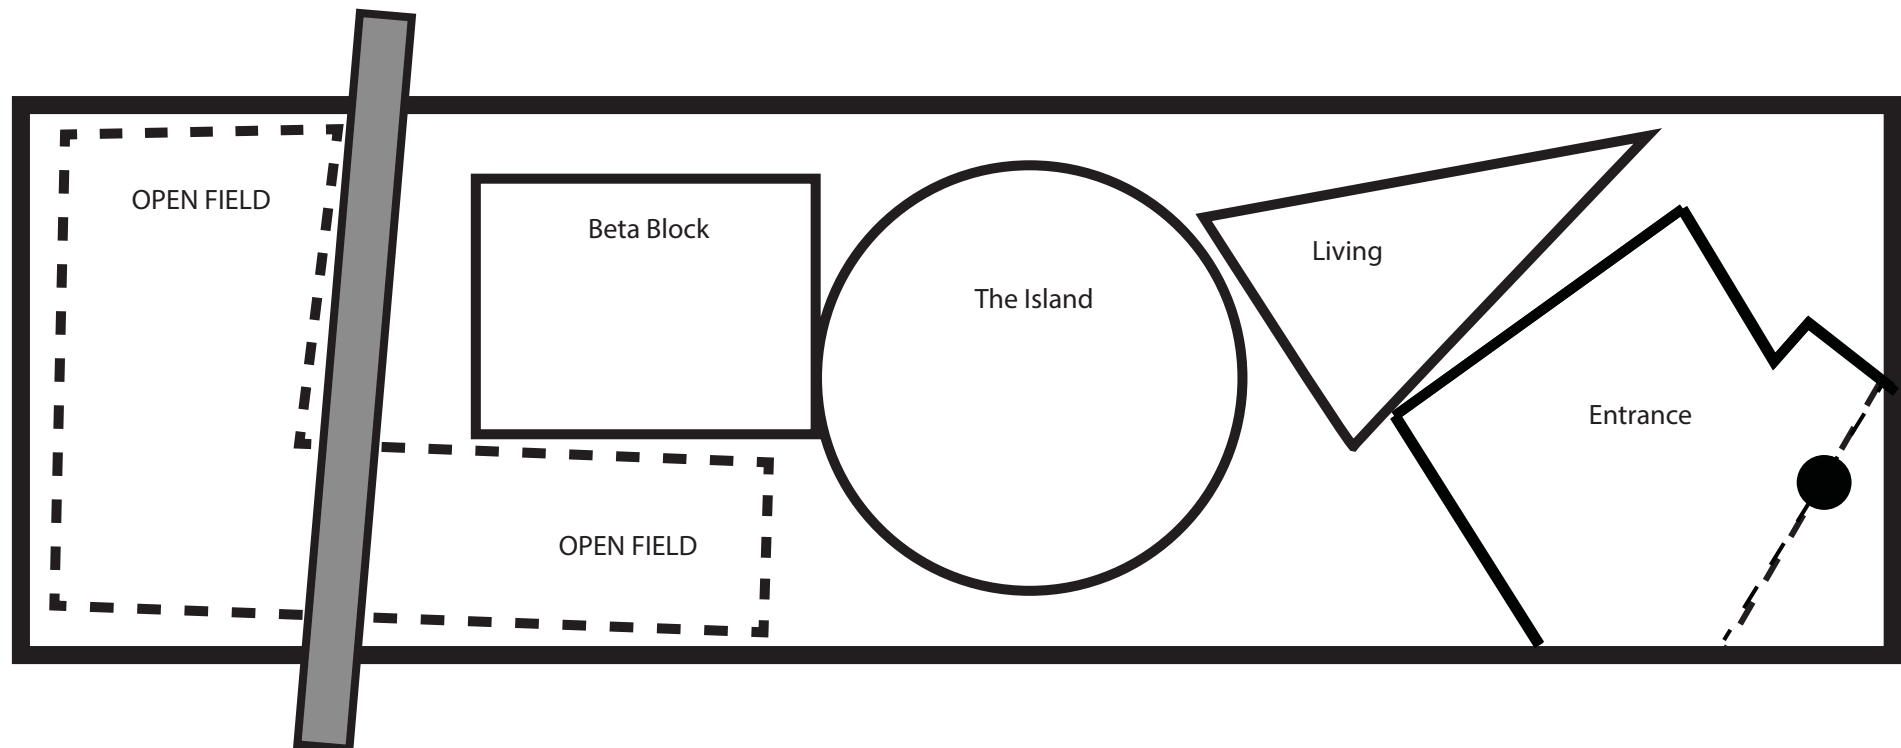 OPEN FIELD
Beta Block
The Island
Living
Entrance
OPEN FIELD